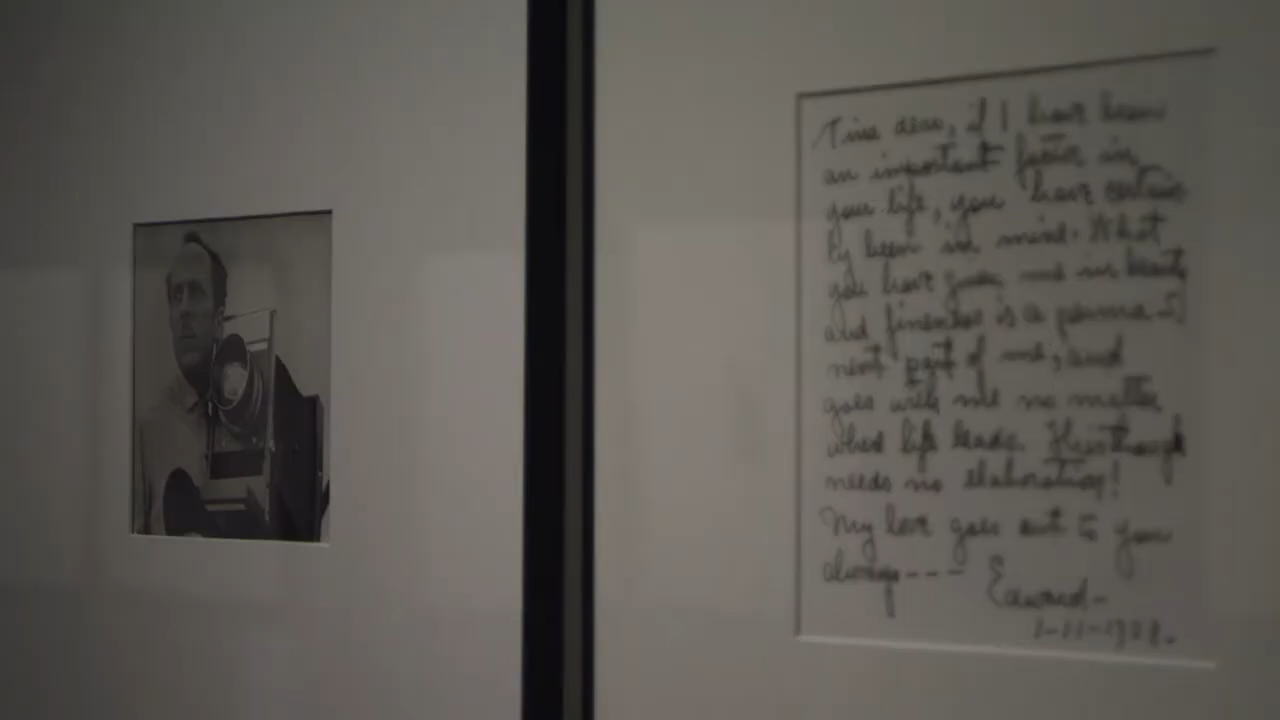 Tina dear, if I have been
an important factor in
your life, you have certain-
ly been in mine. What
you have given me in beauty
and fineness is a perma-
nent part of me, and
goes with me no matter
where life leads. This
needs no elaboration!
My love goes out to you
always---
Edward-